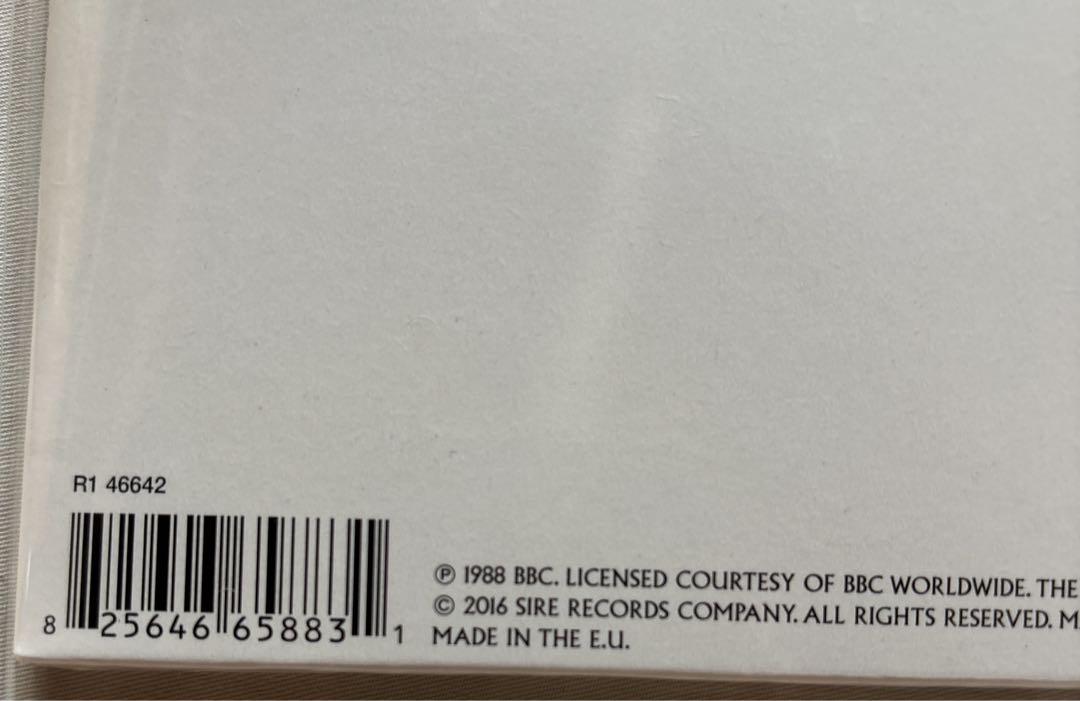 R1 46642
8 25646 65883 1
℗ 1988 BBC. LICENSED COURTESY OF BBC WORLDWIDE. THE
© 2016 SIRE RECORDS COMPANY. ALL RIGHTS RESERVED. M
MADE IN THE E.U.